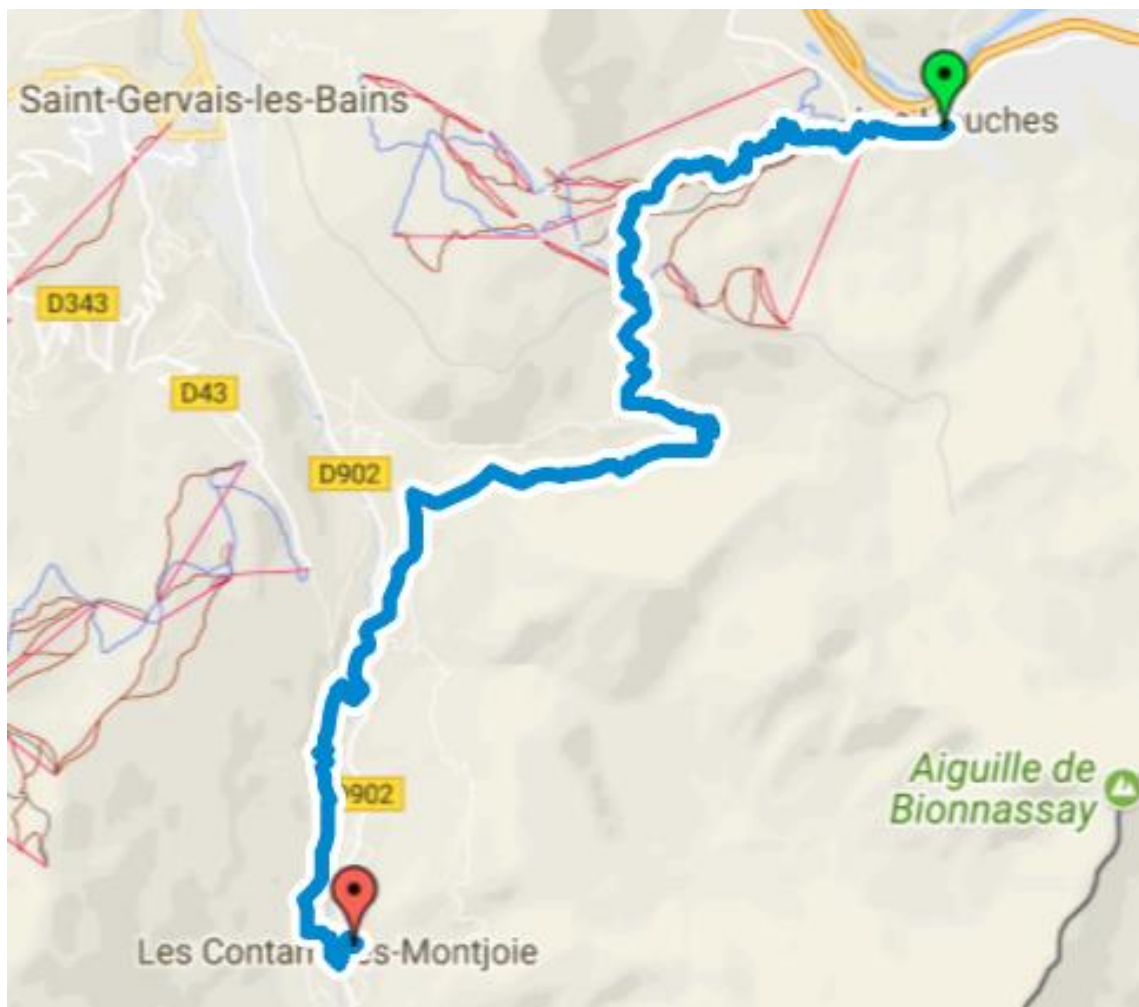 Saint-Gervais-les-Bains
uches
D343
D43
D902
Aiguille de
Bionnassay
D902
Les Contam es-Montjoie